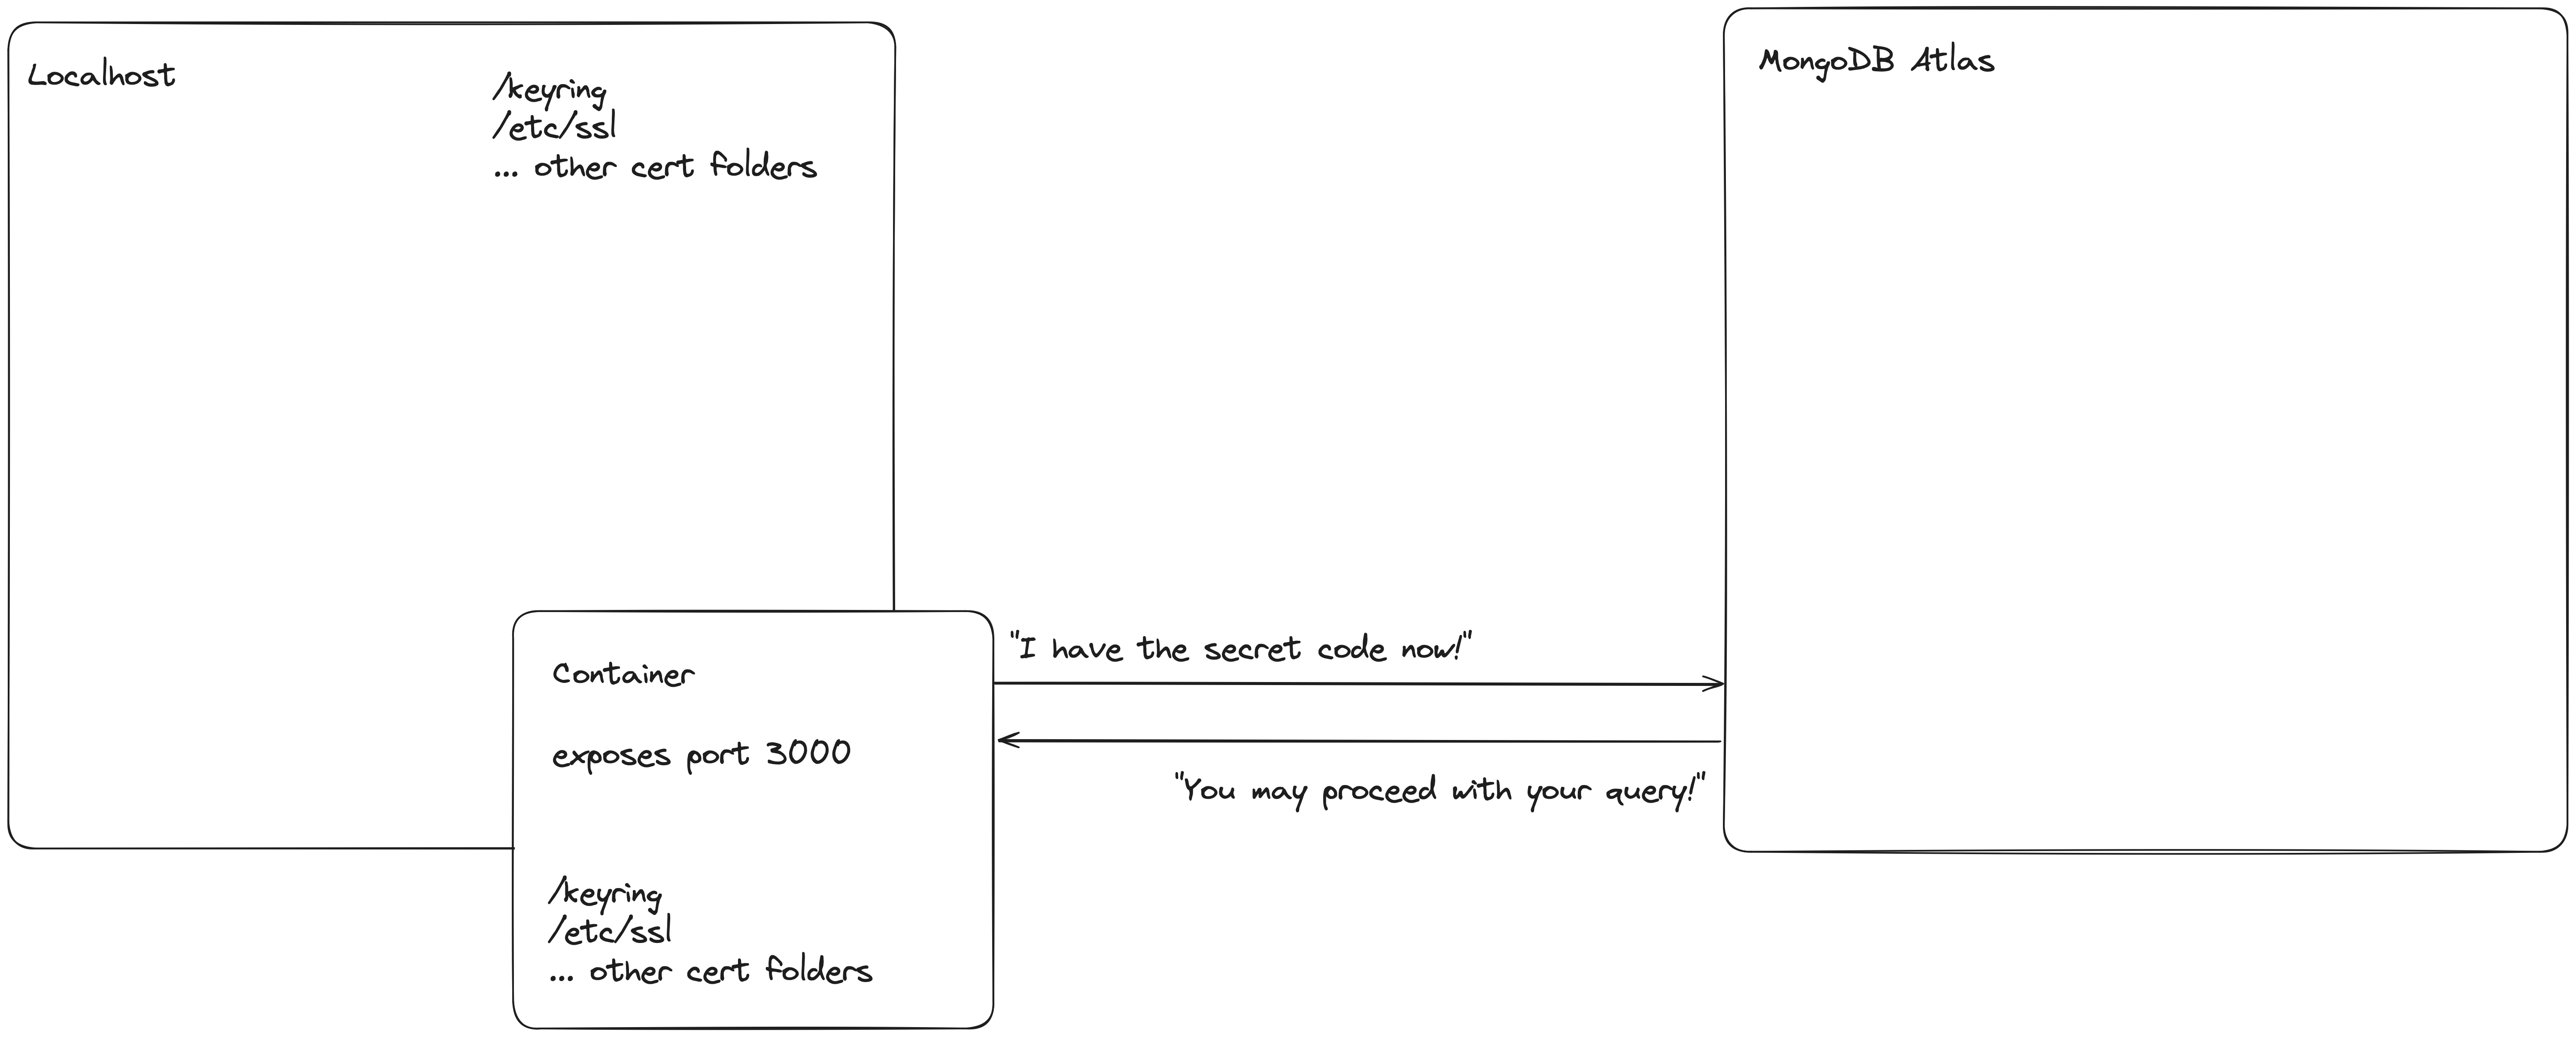 Localhost
/keyring
/etc/ssl
... other cert folders
MongoDB Atlas
Container
exposes port 3000
/keyring
/etc/ssl
... other cert folders
"I have the secret code now!"
"You may proceed with your query!"